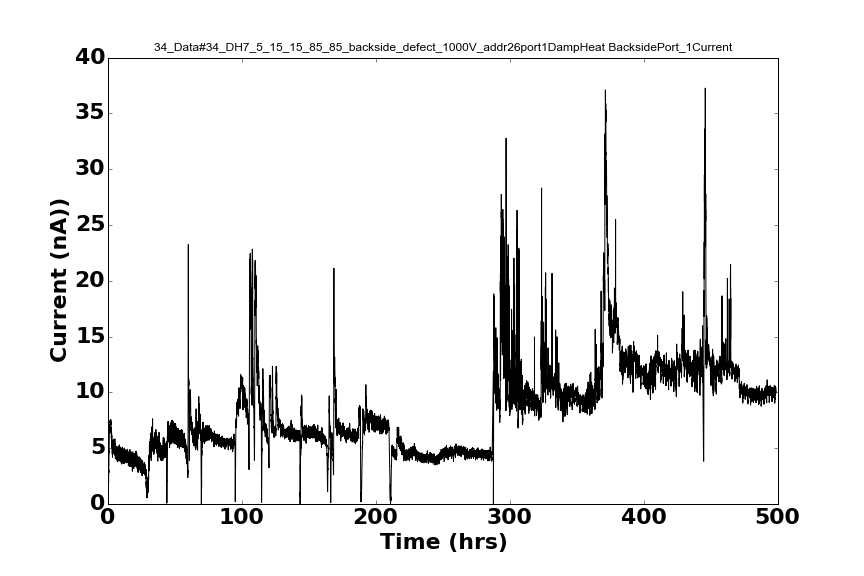 34_Data#34_DH7_5_15_15_85_85_backside_defect_1000V_addr26port1DampHeat BacksidePort_1Current
40
35
30
25
20
15
10
5
0
Current (nA))
0 100 200 300 400 500
Time (hrs)